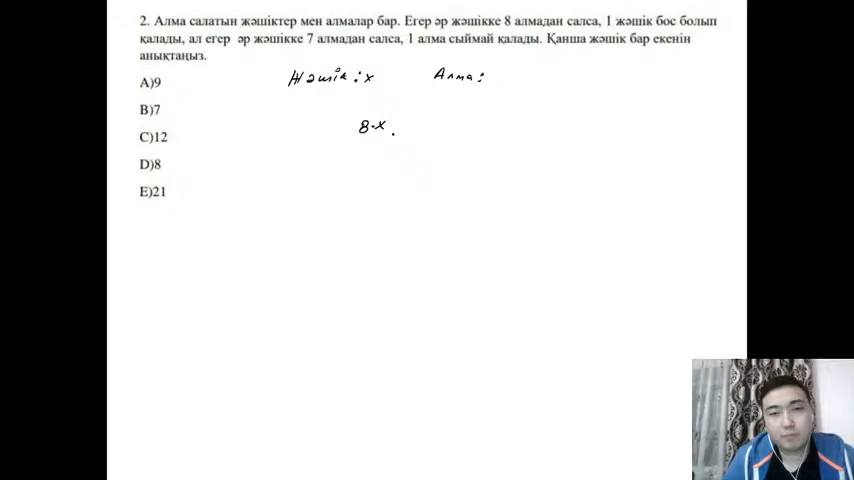 2. Алма салатын жәшіктер мен алмалар бар. Егер әр жәшікке 8 алмадан салса, 1 жәшік бос болып
қалады, ал егер әр жәшікке 7 алмадан салса, 1 алма сыймай қалады. Қанша жәшік бар екенін
анықтаңыз.
A)9
Жәшік : x
Алма :
B)7
8·x
C)12
D)8
E)21